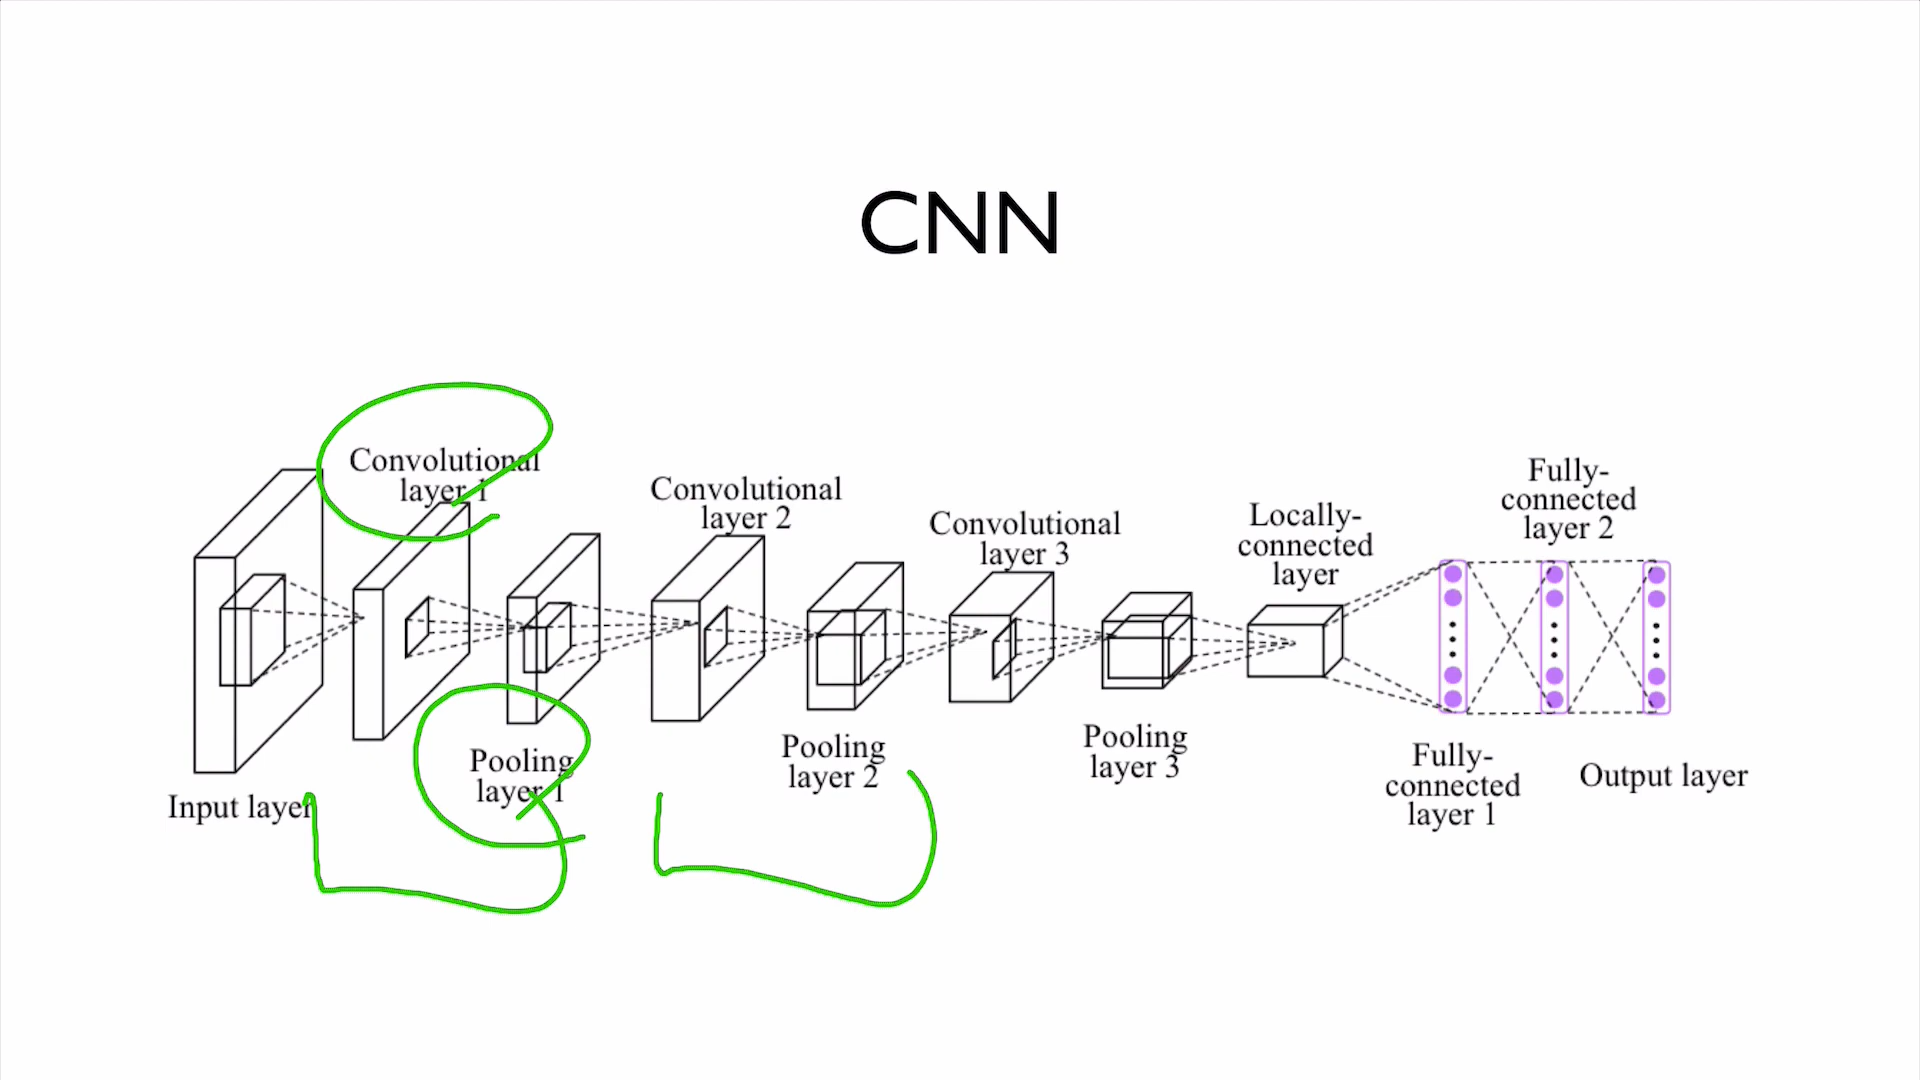 CNN
Convolutional
layer 1
Convolutional
layer 2
Convolutional
layer 3
Locally-
connected
layer
Fully-
connected
layer 2
Input layer
Pooling
layer 1
Pooling
layer 2
Pooling
layer 3
Fully-
connected
layer 1
Output layer